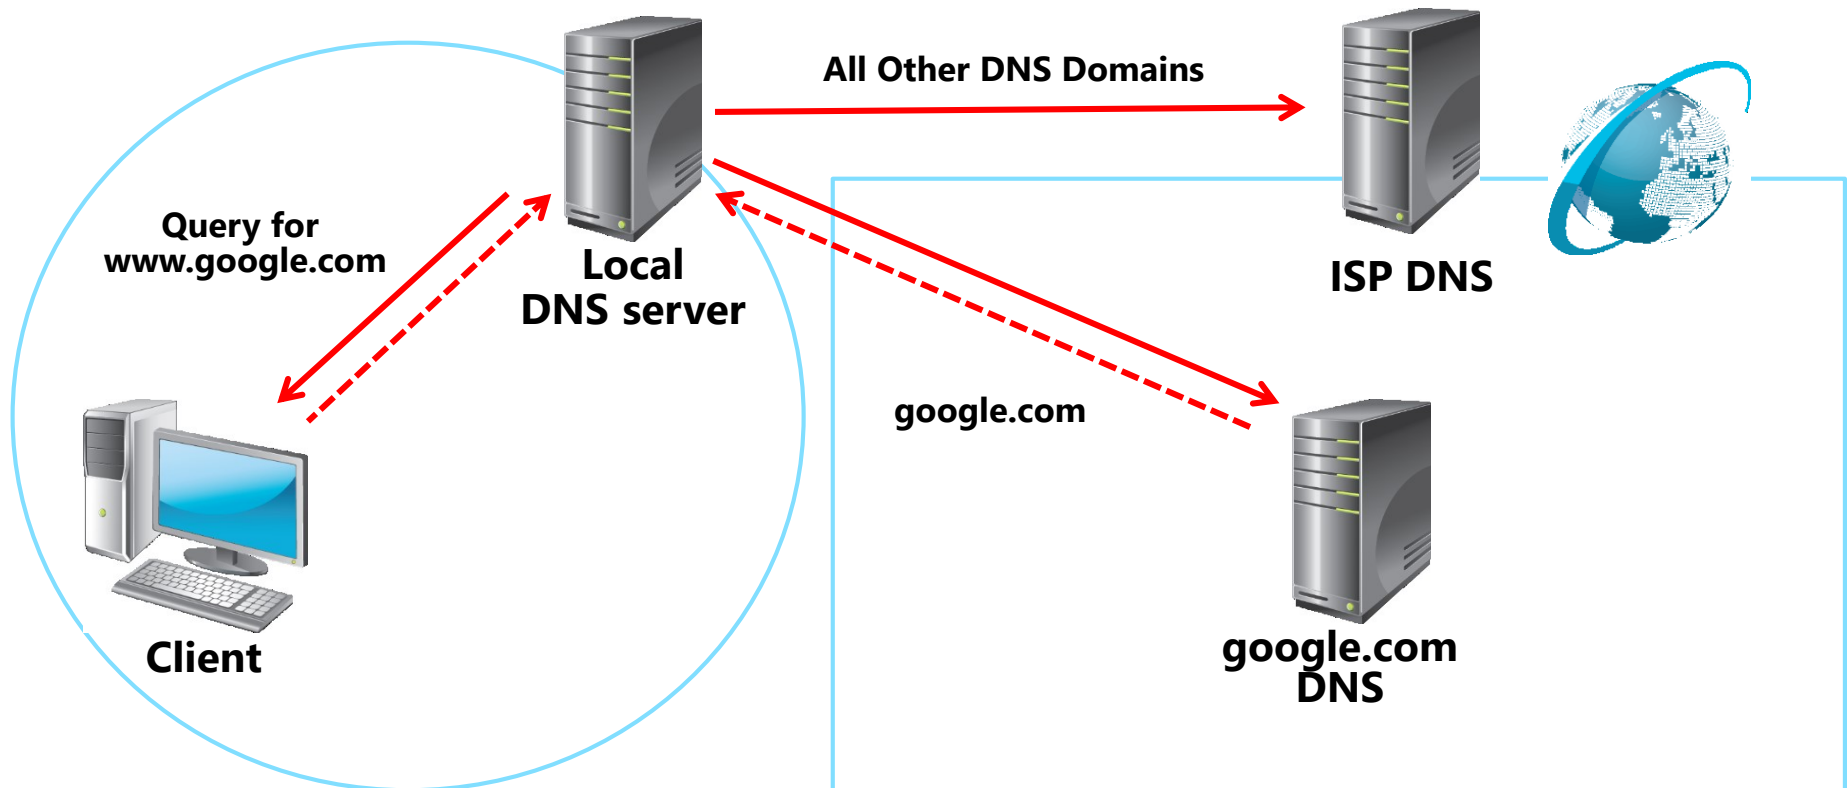 All Other DNS Domains
Query for
www.google.com
Local
DNS server
ISP DNS
google.com
Client
google.com
DNS